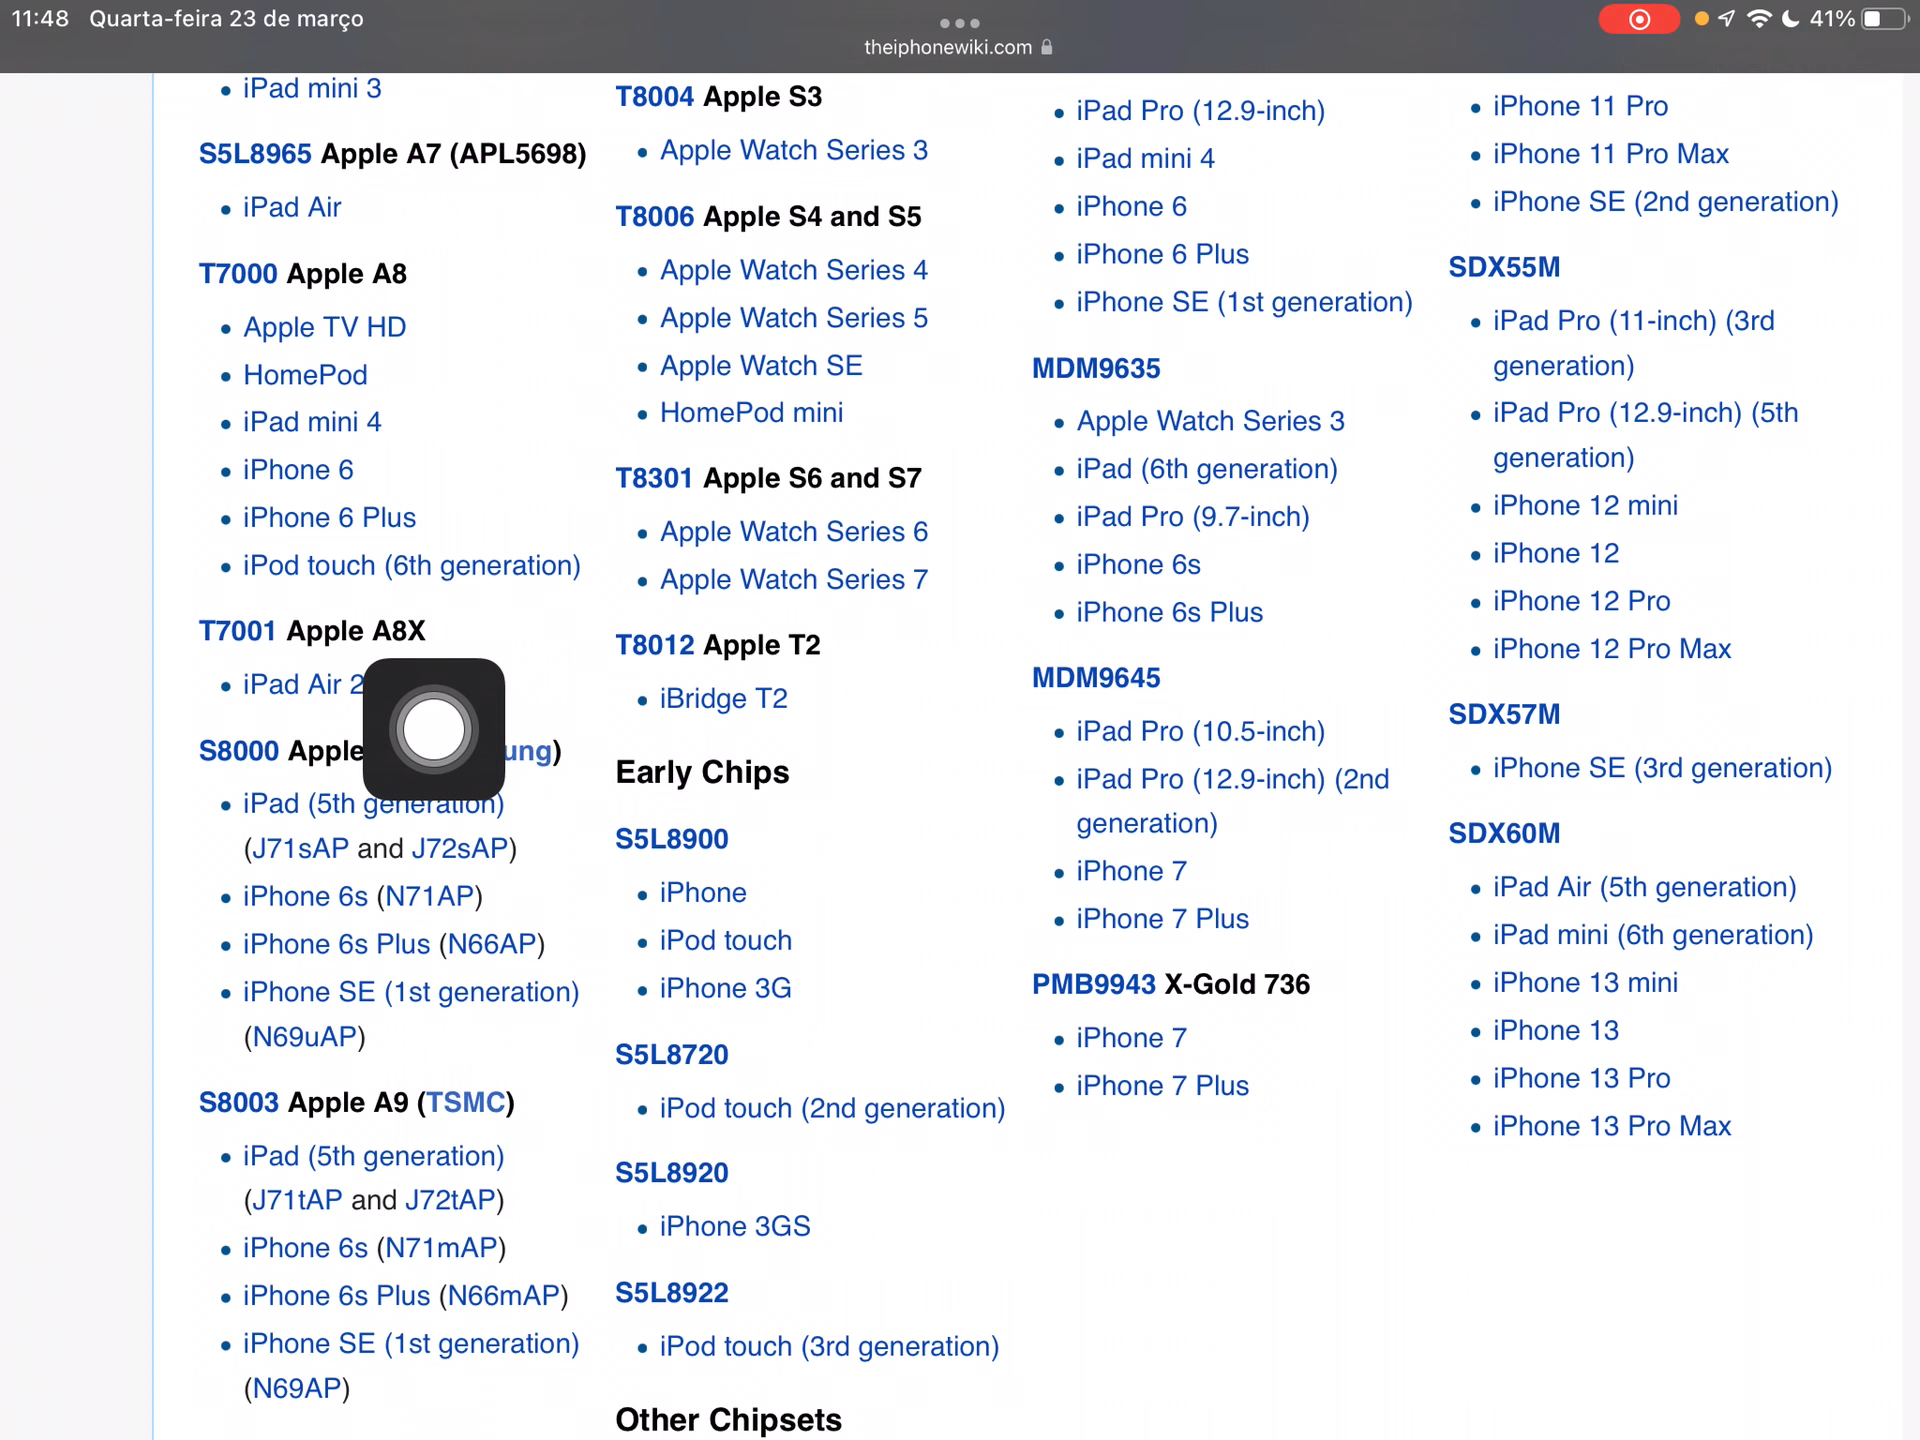 11:48 Quarta-feira 23 de março
41%
theiphonewiki.com
iPad mini 3
S5L8965 Apple A7 (APL5698)
iPad Air
T7000 Apple A8
Apple TV HD
HomePod
iPad mini 4
iPhone 6
iPhone 6 Plus
iPod touch (6th generation)
T7001 Apple A8X
iPad Air 2
S8000 Apple ung)
iPad (5th generation)
(J71sAP and J72sAP)
iPhone 6s (N71AP)
iPhone 6s Plus (N66AP)
iPhone SE (1st generation)
(N69uAP)
S8003 Apple A9 (TSMC)
iPad (5th generation)
(J71tAP and J72tAP)
iPhone 6s (N71mAP)
iPhone 6s Plus (N66mAP)
iPhone SE (1st generation)
(N69AP)
T8004 Apple S3
Apple Watch Series 3
T8006 Apple S4 and S5
Apple Watch Series 4
Apple Watch Series 5
Apple Watch SE
HomePod mini
T8301 Apple S6 and S7
Apple Watch Series 6
Apple Watch Series 7
T8012 Apple T2
iBridge T2
Early Chips
S5L8900
iPhone
iPod touch
iPhone 3G
S5L8720
iPod touch (2nd generation)
S5L8920
iPhone 3GS
S5L8922
iPod touch (3rd generation)
Other Chipsets
iPad Pro (12.9-inch)
iPad mini 4
iPhone 6
iPhone 6 Plus
iPhone SE (1st generation)
MDM9635
Apple Watch Series 3
iPad (6th generation)
iPad Pro (9.7-inch)
iPhone 6s
iPhone 6s Plus
MDM9645
iPad Pro (10.5-inch)
iPad Pro (12.9-inch) (2nd
generation)
iPhone 7
iPhone 7 Plus
PMB9943 X-Gold 736
iPhone 7
iPhone 7 Plus
iPhone 11 Pro
iPhone 11 Pro Max
iPhone SE (2nd generation)
SDX55M
iPad Pro (11-inch) (3rd
generation)
iPad Pro (12.9-inch) (5th
generation)
iPhone 12 mini
iPhone 12
iPhone 12 Pro
iPhone 12 Pro Max
SDX57M
iPhone SE (3rd generation)
SDX60M
iPad Air (5th generation)
iPad mini (6th generation)
iPhone 13 mini
iPhone 13
iPhone 13 Pro
iPhone 13 Pro Max